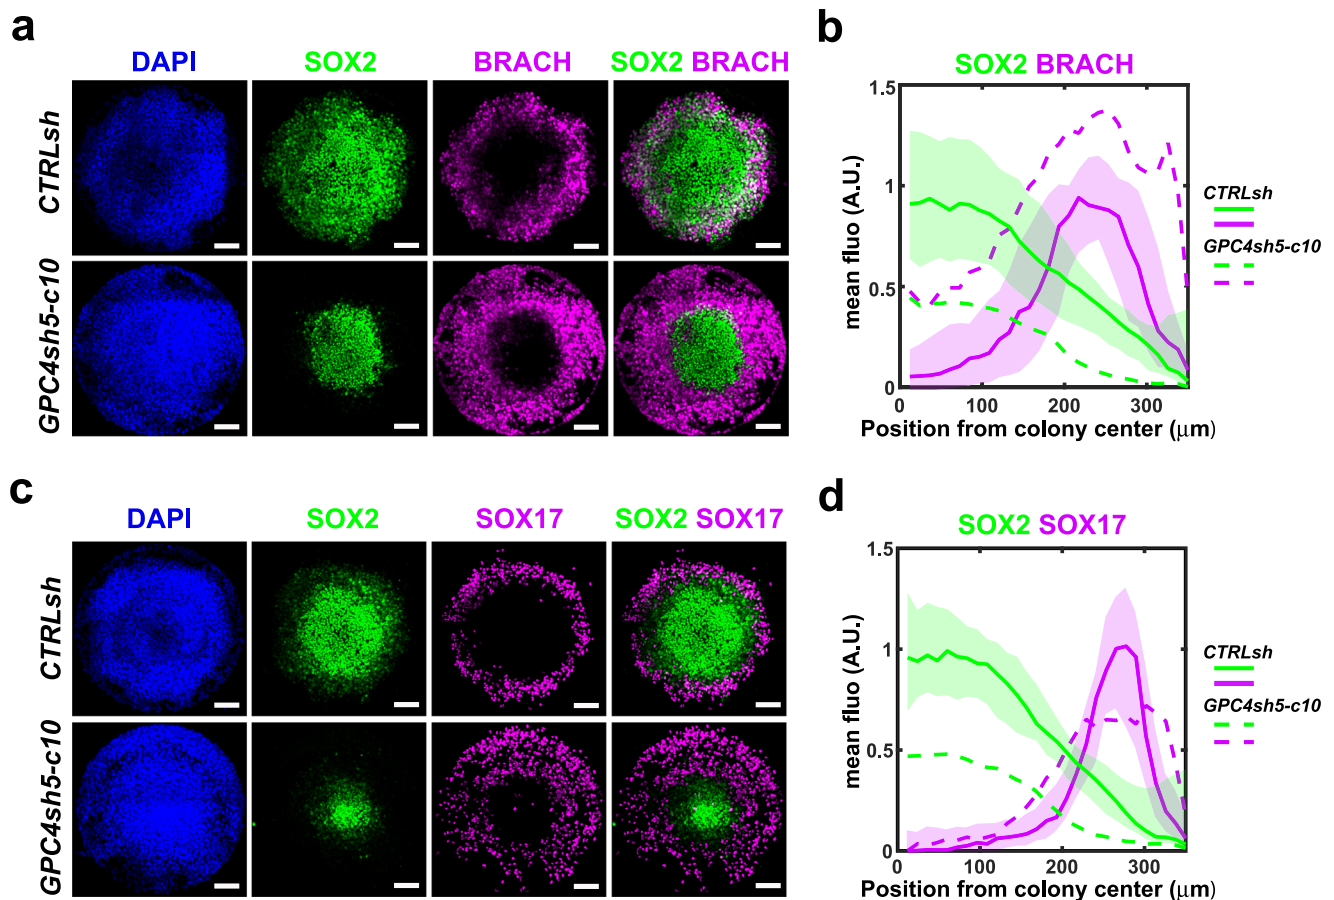 a
DAPI SOX2 BRACH SOX2 BRACH
CTRLsh
GPC4sh5-c10
b
SOX2 BRACH
1.5
1
0.5
0
mean fluo (A.U.)
0 100 200 300
Position from colony center (μm)
CTRLsh
GPC4sh5-c10
c
DAPI SOX2 SOX17 SOX2 SOX17
CTRLsh
GPC4sh5-c10
d
SOX2 SOX17
1.5
1
0.5
0
mean fluo (A.U.)
0 100 200 300
Position from colony center (μm)
CTRLsh
GPC4sh5-c10